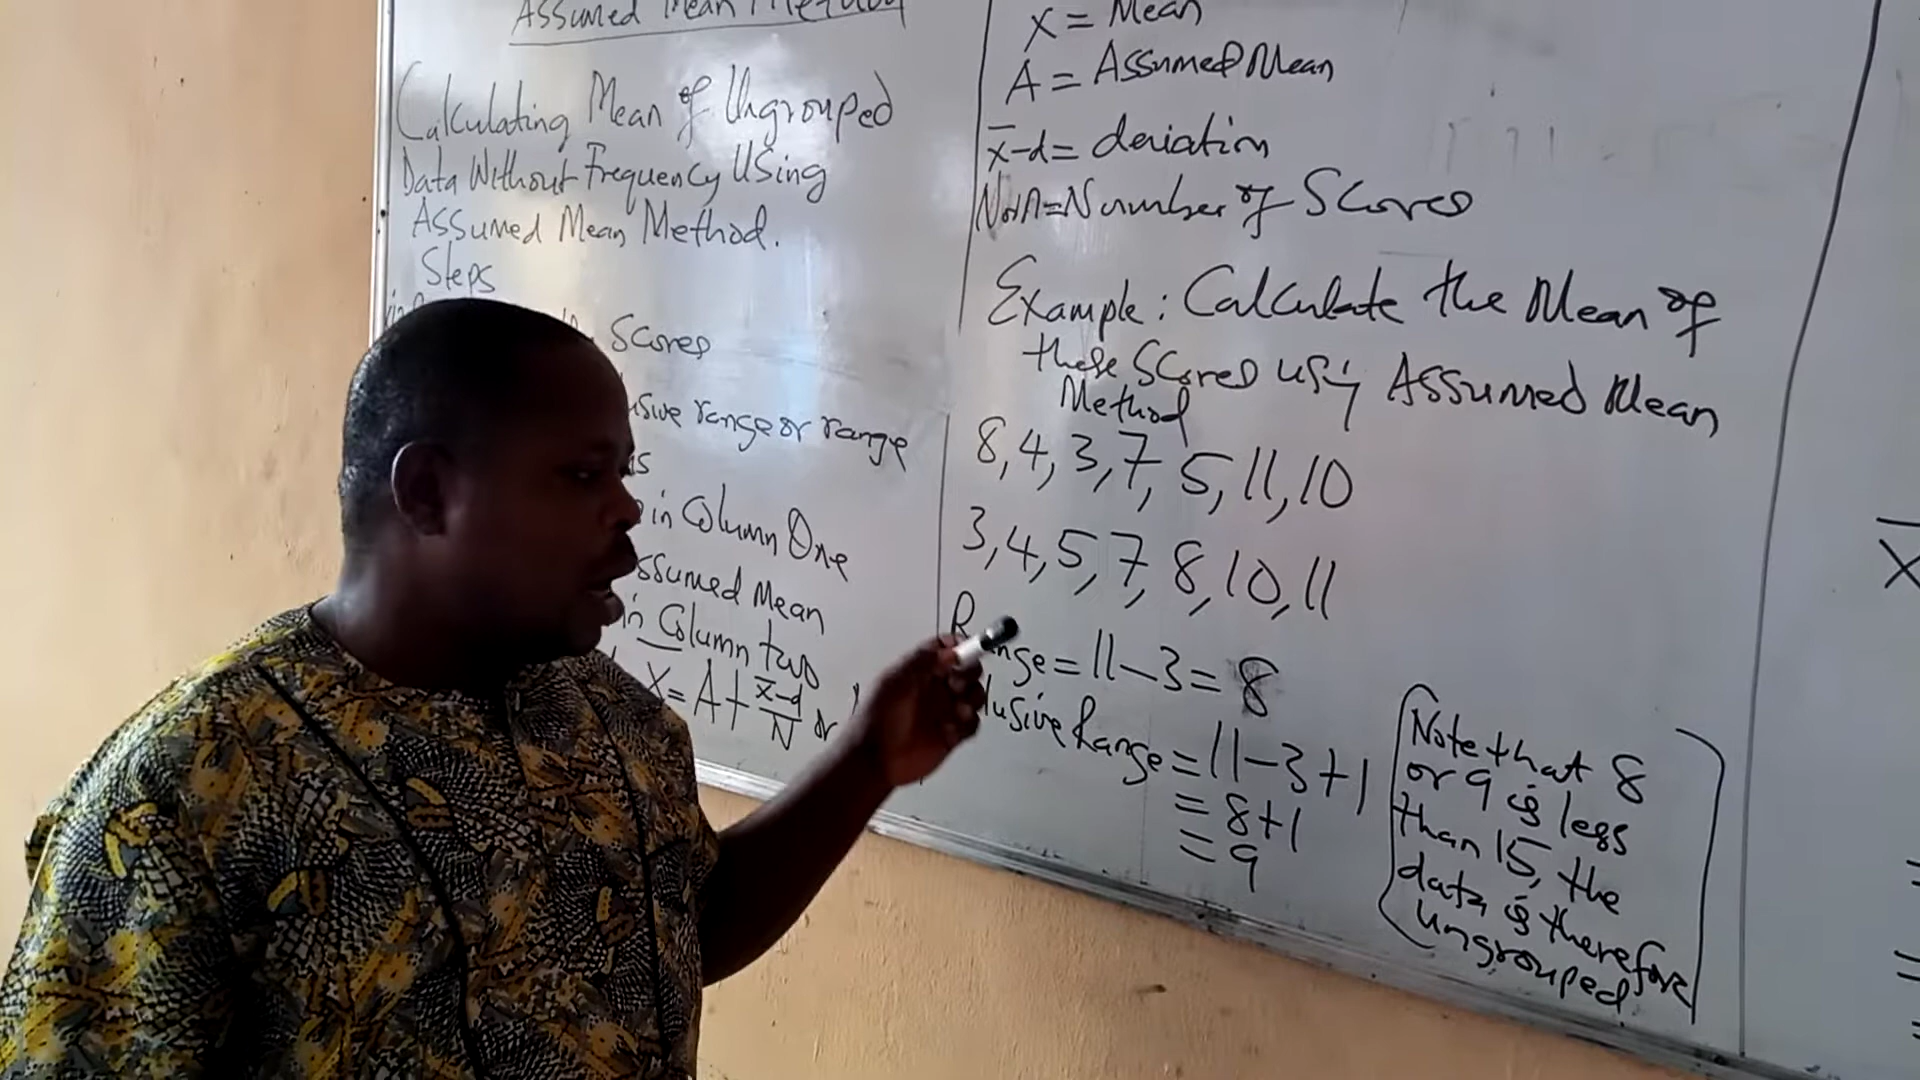 Assumed Mean Method
Calculating Mean of Ungrouped
Data Without Frequency Using
Assumed Mean Method.
Steps
Scores
range or range
in Column One
Assumed Mean
in Column two
X̄ = A + x̄-d/N or
X = Mean
A = Assumed Mean
x̄-d = deviation
N or n = Number of Scores
Example: Calculate the Mean of
these Scores using Assumed Mean
Method
8, 4, 3, 7, 5, 11, 10
3, 4, 5, 7, 8, 10, 11
Range = 11-3 = 8
lusive Range = 11-3+1
= 8+1
= 9
Note that 8
or 9 is less
than 15, the
data is therefore
Ungrouped
X̄